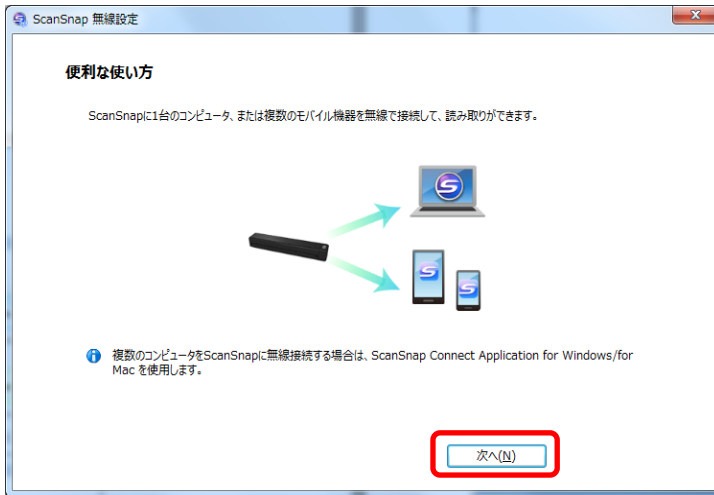 ScanSnap 無線設定
便利な使い方
ScanSnapに1台のコンピュータ、または複数のモバイル機器を無線で接続して、読み取りができます。
複数のコンピュータをScanSnapに無線接続する場合は、ScanSnap Connect Application for Windows/for
Mac を使用します。
次へ(N)